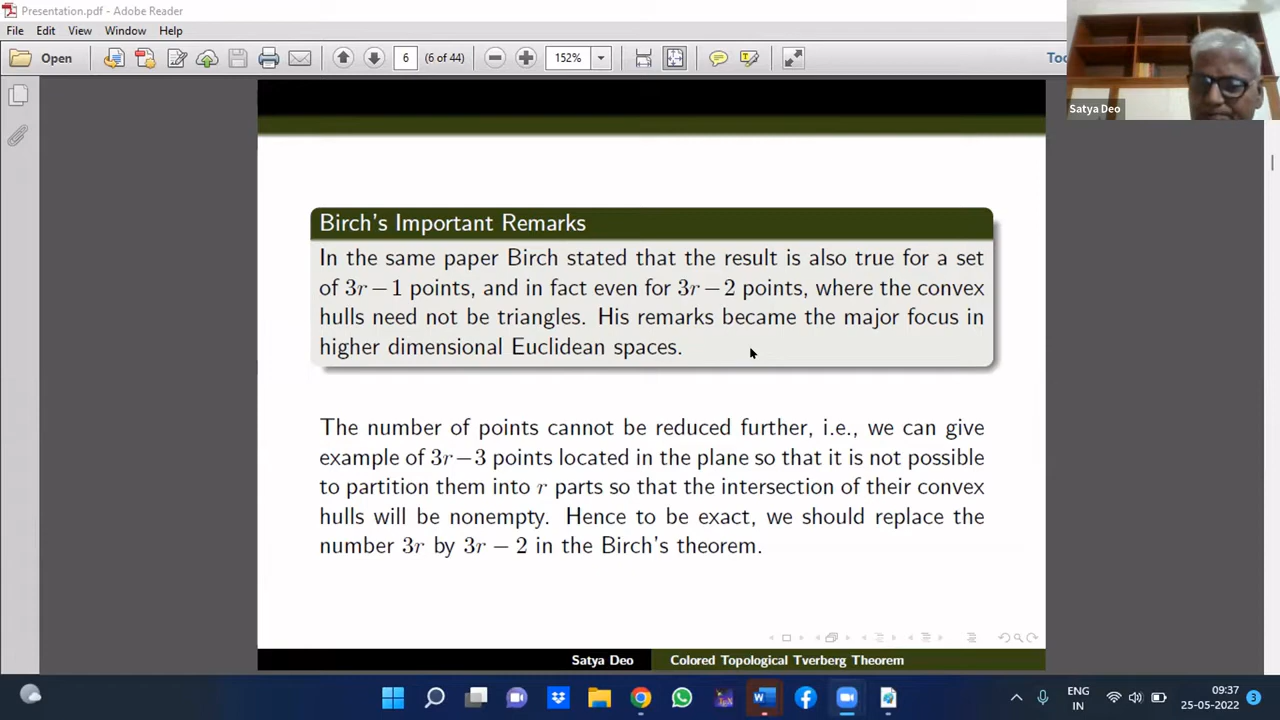 Presentation.pdf - Adobe Reader
File Edit View Window Help
Open 6 (6 of 44) 152%
Satya Deo
Birch's Important Remarks
In the same paper Birch stated that the result is also true for a set
of 3r − 1 points, and in fact even for 3r − 2 points, where the convex
hulls need not be triangles. His remarks became the major focus in
higher dimensional Euclidean spaces.
The number of points cannot be reduced further, i.e., we can give
example of 3r−3 points located in the plane so that it is not possible
to partition them into r parts so that the intersection of their convex
hulls will be nonempty. Hence to be exact, we should replace the
number 3r by 3r − 2 in the Birch's theorem.
Satya Deo Colored Topological Tverberg Theorem
ENG 09:37
IN 25-05-2022 3